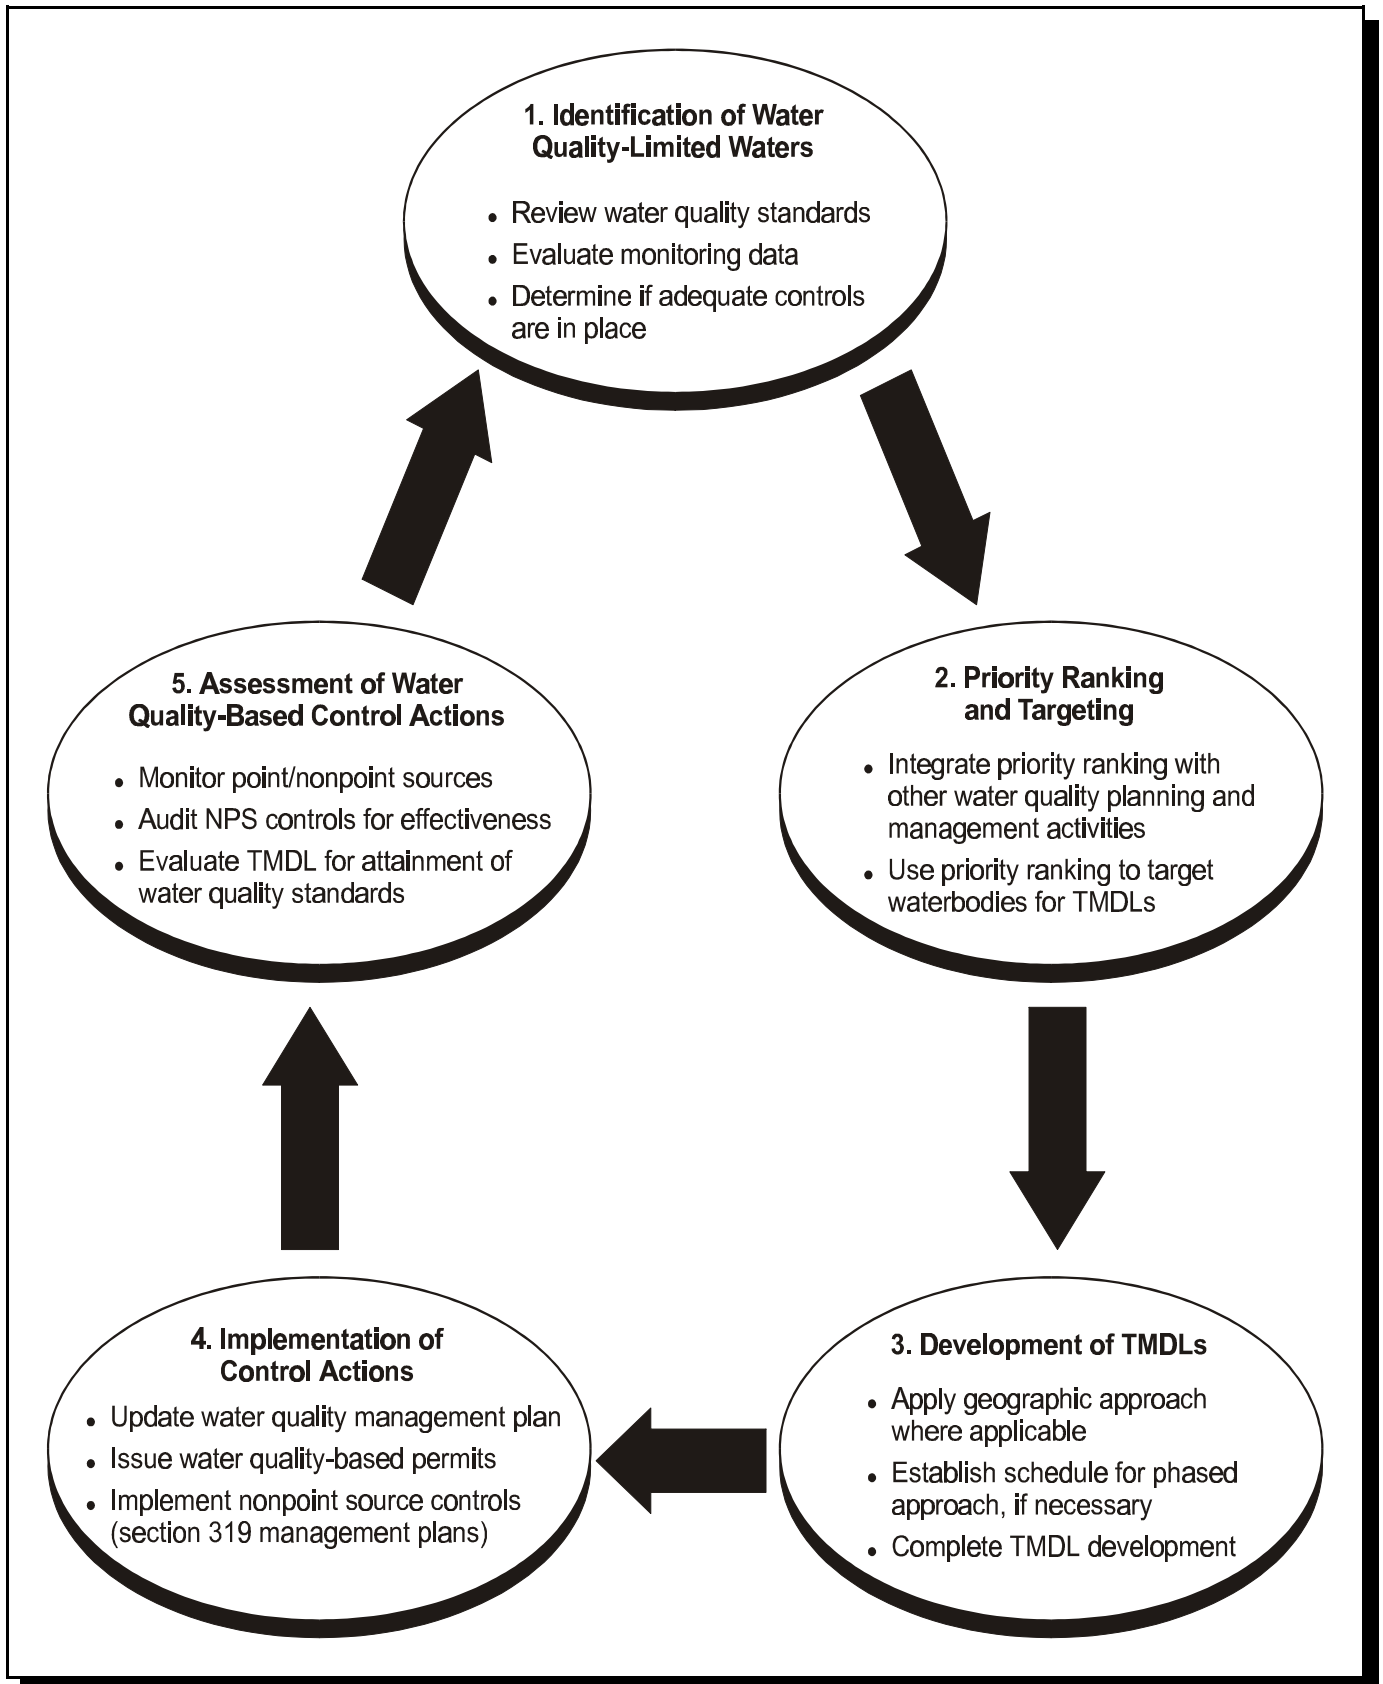 1. Identification of Water
Quality-Limited Waters
• Review water quality standards
• Evaluate monitoring data
• Determine if adequate controls
are in place
2. Priority Ranking
and Targeting
• Integrate priority ranking with
other water quality planning and
management activities
• Use priority ranking to target
waterbodies for TMDLs
3. Development of TMDLs
• Apply geographic approach
where applicable
• Establish schedule for phased
approach, if necessary
• Complete TMDL development
4. Implementation of
Control Actions
• Update water quality management plan
• Issue water quality-based permits
• Implement nonpoint source controls
(section 319 management plans)
5. Assessment of Water
Quality-Based Control Actions
• Monitor point/nonpoint sources
• Audit NPS controls for effectiveness
• Evaluate TMDL for attainment of
water quality standards